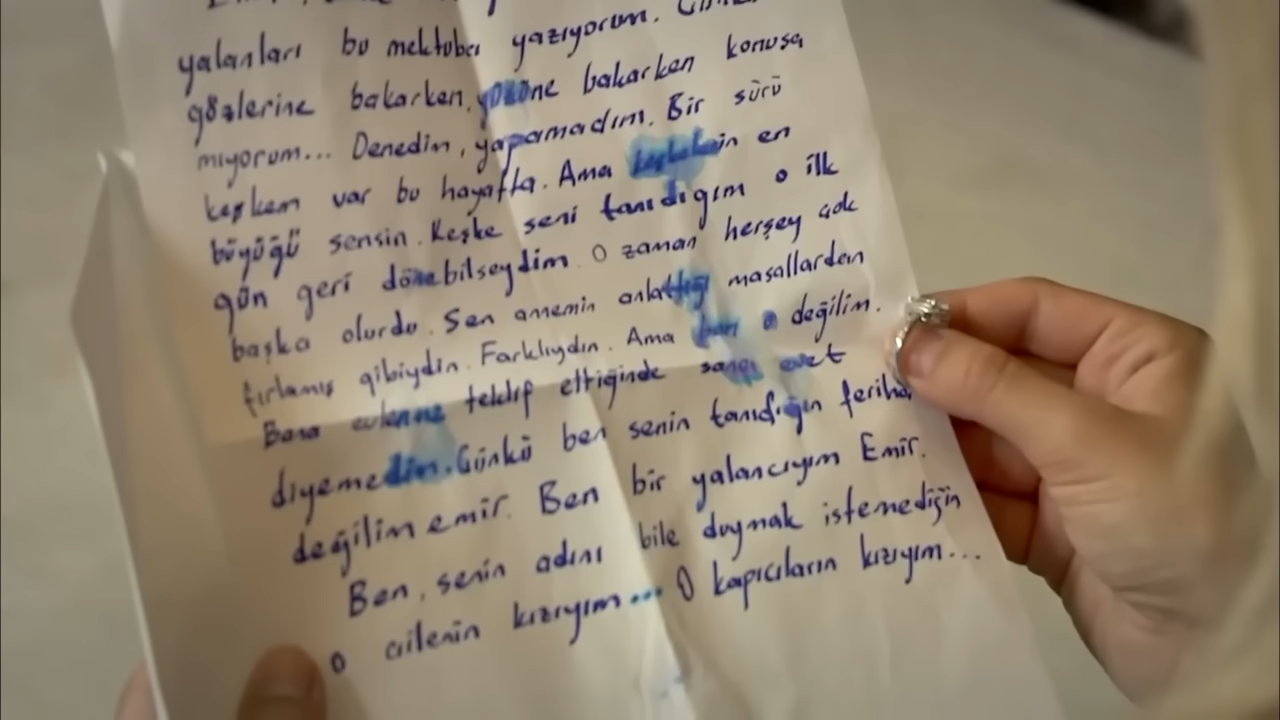 yalanları bu mektuba yazıyorum.
gözlerine bakarken, yüzüne bakarken konuşa
mıyorum... Denedim, yapamadım. Bir sürü
keşkem var bu hayatta. Ama keşkelerin en
büyüğü sensin. Keşke seni tanıdığım o ilk
gün geri dönebilseydim. O zaman herşey çok
başka olurdu. Sen annemin anlattığı masallardan
fırlamış gibiydin. Farklıydın. Ama ben o değilim.
Bana evlenme teklif ettiğinde sana evet
diyemedim. Çünkü ben senin tanıdığın feriha
değilim emir. Ben bir yalancıyım Emir.
Ben, senin adını bile duymak istemediğin
o ailenin kızıyım... O kapıcıların kızıyım...